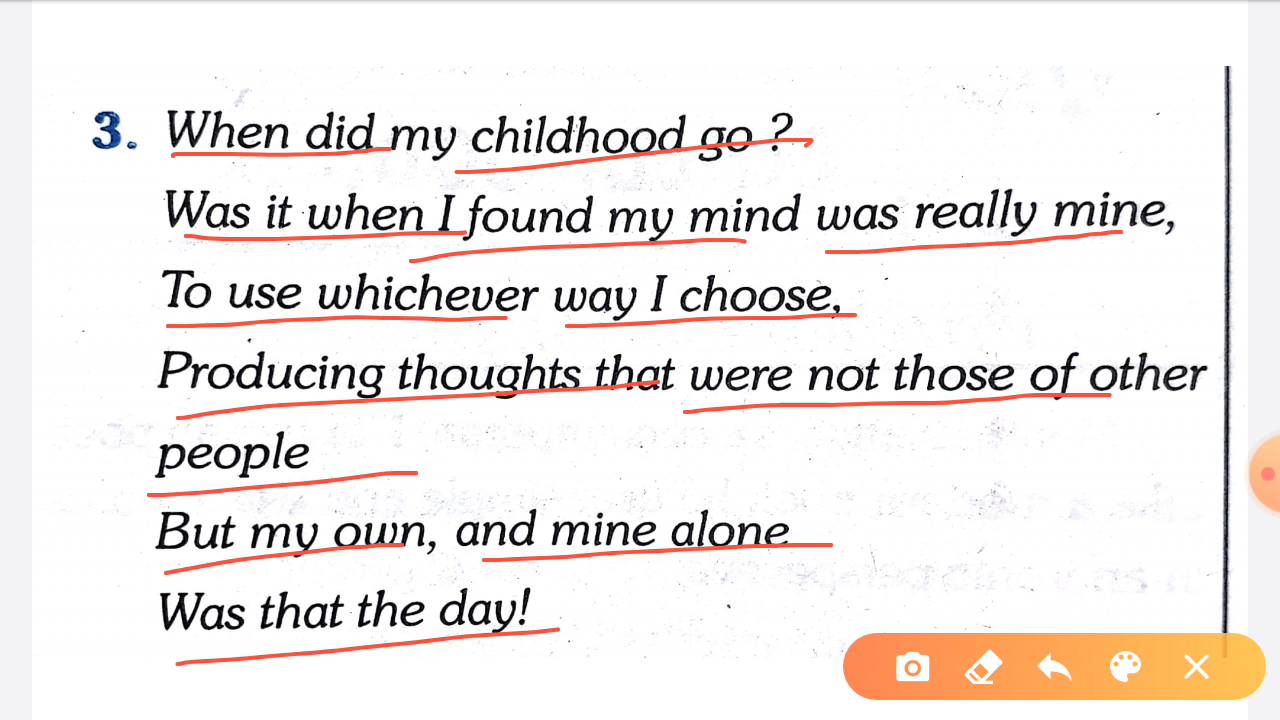 3. When did my childhood go ?
Was it when I found my mind was really mine,
To use whichever way I choose,
Producing thoughts that were not those of other
people
But my own, and mine alone
Was that the day!